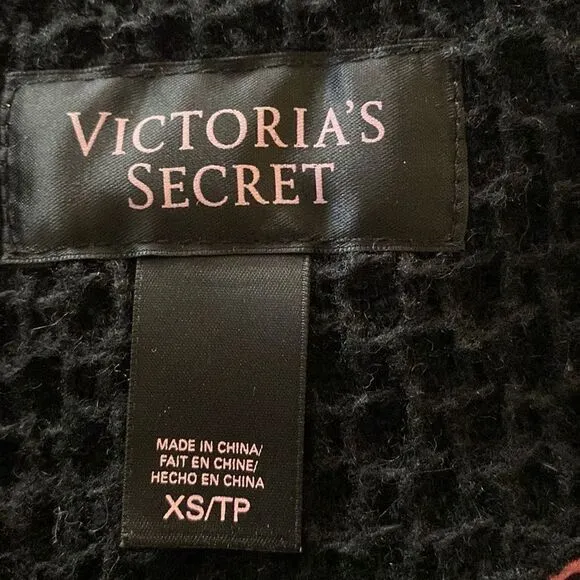 VICTORIA'S
SECRET
MADE IN CHINA/
FAIT EN CHINE/
HECHO EN CHINA
XS/TP